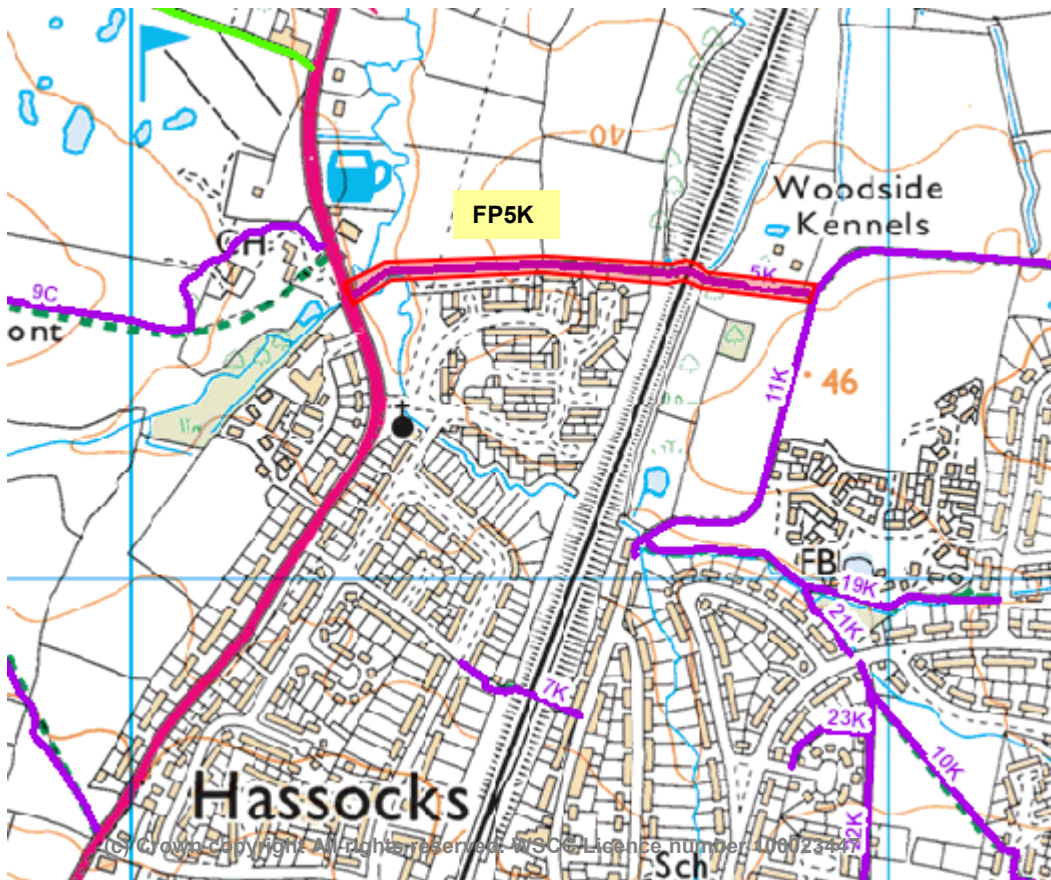 40
Woodside
Kennels
FP5K
CH
5K
9C
ont
11K
46
FB
19K
21K
7K
23K
10K
Hassocks
(c) Crown copyright All rights reserved. WSCC Licence number 100023447
Sch